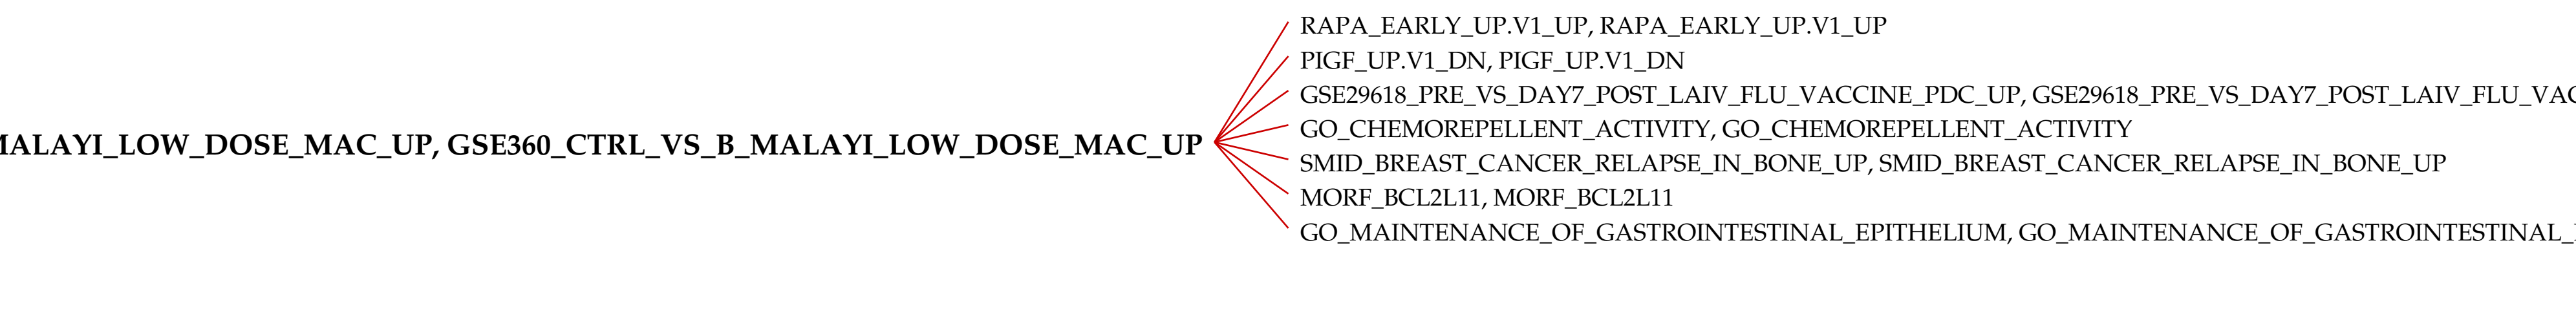 RAPA_EARLY_UP.V1_UP, RAPA_EARLY_UP.V1_UP
PIGF_UP.V1_DN, PIGF_UP.V1_DN
GSE29618_PRE_VS_DAY7_POST_LAIV_FLU_VACCINE_PDC_UP, GSE29618_PRE_VS_DAY7_POST_LAIV_FLU_VAC
GO_CHEMOREPELLENT_ACTIVITY, GO_CHEMOREPELLENT_ACTIVITY
MALAYI_LOW_DOSE_MAC_UP, GSE360_CTRL_VS_B_MALAYI_LOW_DOSE_MAC_UP
SMID_BREAST_CANCER_RELAPSE_IN_BONE_UP, SMID_BREAST_CANCER_RELAPSE_IN_BONE_UP
MORF_BCL2L11, MORF_BCL2L11
GO_MAINTENANCE_OF_GASTROINTESTINAL_EPITHELIUM, GO_MAINTENANCE_OF_GASTROINTESTINAL_